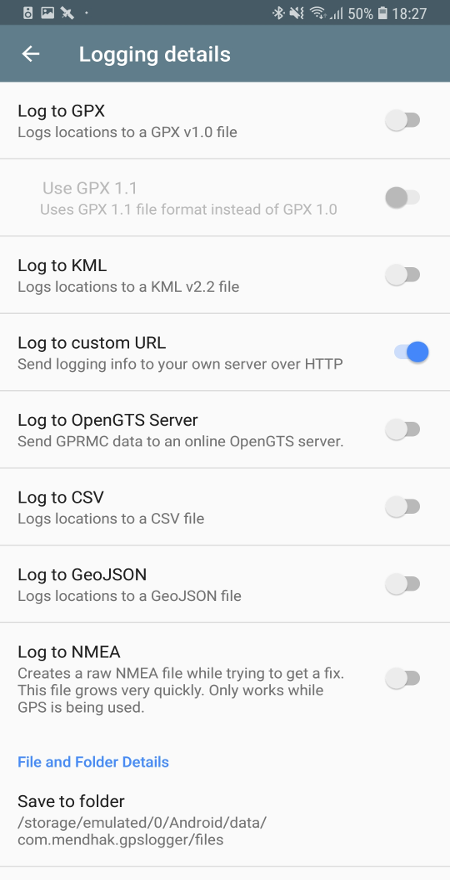 50% 18:27
Logging details
Log to GPX
Logs locations to a GPX v1.0 file
Use GPX 1.1
Uses GPX 1.1 file format instead of GPX 1.0
Log to KML
Logs locations to a KML v2.2 file
Log to custom URL
Send logging info to your own server over HTTP
Log to OpenGTS Server
Send GPRMC data to an online OpenGTS server.
Log to CSV
Logs locations to a CSV file
Log to GeoJSON
Logs locations to a GeoJSON file
Log to NMEA
Creates a raw NMEA file while trying to get a fix.
This file grows very quickly. Only works while
GPS is being used.
File and Folder Details
Save to folder
/storage/emulated/0/Android/data/
com.mendhak.gpslogger/files